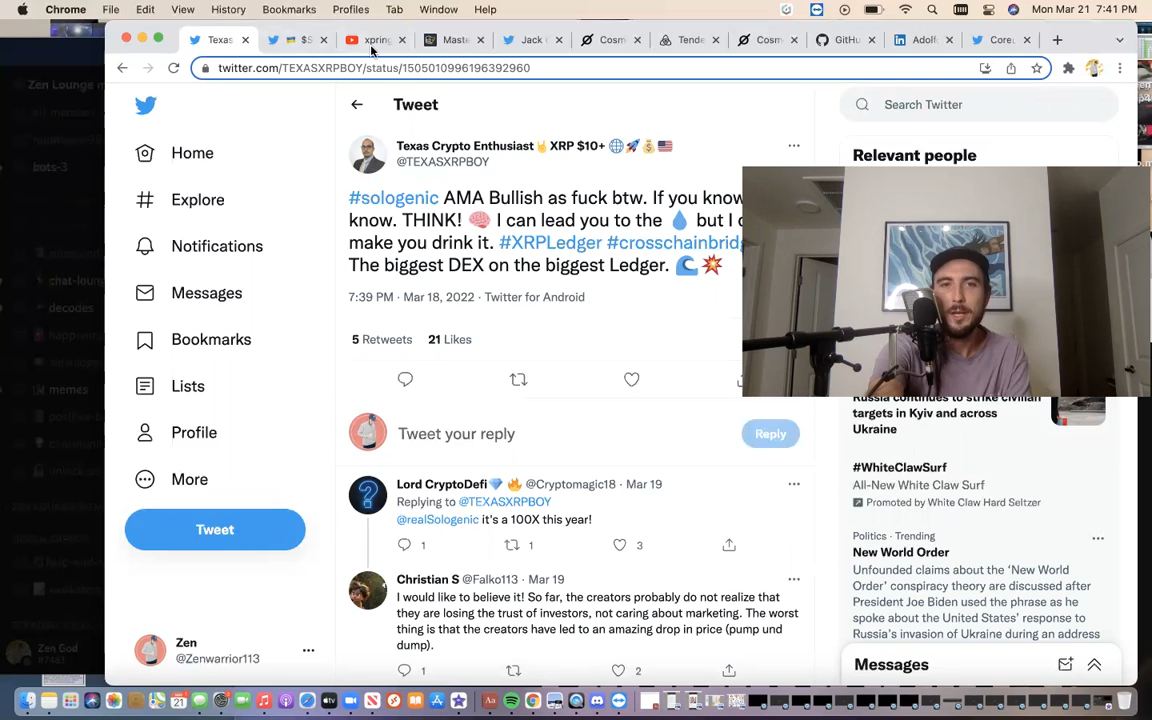 Chrome File Edit View History Bookmarks Profiles Tab Window Help Mon Mar 21 7:41 PM
Texas $S xpring Maste Jack Cosm Tende Cosm GitHu Adolf Coreu
twitter.com/TEXASXRPBOY/status/1505010996196392960
Zen Lounge
bots-3
chat-loun
decodes
memes
Zen God
#7483
Home
Explore
Notifications
Messages
Bookmarks
Lists
Profile
More
Tweet
Zen
@Zenwarrior113
Tweet
Texas Crypto Enthusiast🤘XRP $10+ 🌐🚀💰🇺🇸
@TEXASXRPBOY
#sologenic AMA Bullish as fuck btw. If you know
know. THINK! 🧠 I can lead you to the 💧 but I
make you drink it. #XRPLedger #crosschainbridg
The biggest DEX on the biggest Ledger. 🌊💥
7:39 PM · Mar 18, 2022 · Twitter for Android
5 Retweets 21 Likes
Tweet your reply
Reply
Lord CryptoDefi💎 🔥 @Cryptomagic18 · Mar 19
Replying to @TEXASXRPBOY
@realSologenic it's a 100X this year!
1 1 3
Christian S @Falko113 · Mar 19
I would like to believe it! So far, the creators probably do not realize that
they are losing the trust of investors, not caring about marketing. The worst
thing is that the creators have led to an amazing drop in price (pump und
dump).
1 2
Search Twitter
Relevant people
Russia continues to strike civilian
targets in Kyiv and across
Ukraine
#WhiteClawSurf
All-New White Claw Surf
Promoted by White Claw Hard Seltzer
Politics · Trending
New World Order
Unfounded claims about the 'New World
Order' conspiracy theory are discussed after
President Joe Biden used the phrase as he
spoke about the United States' response to
Russia's invasion of Ukraine during an address
Messages